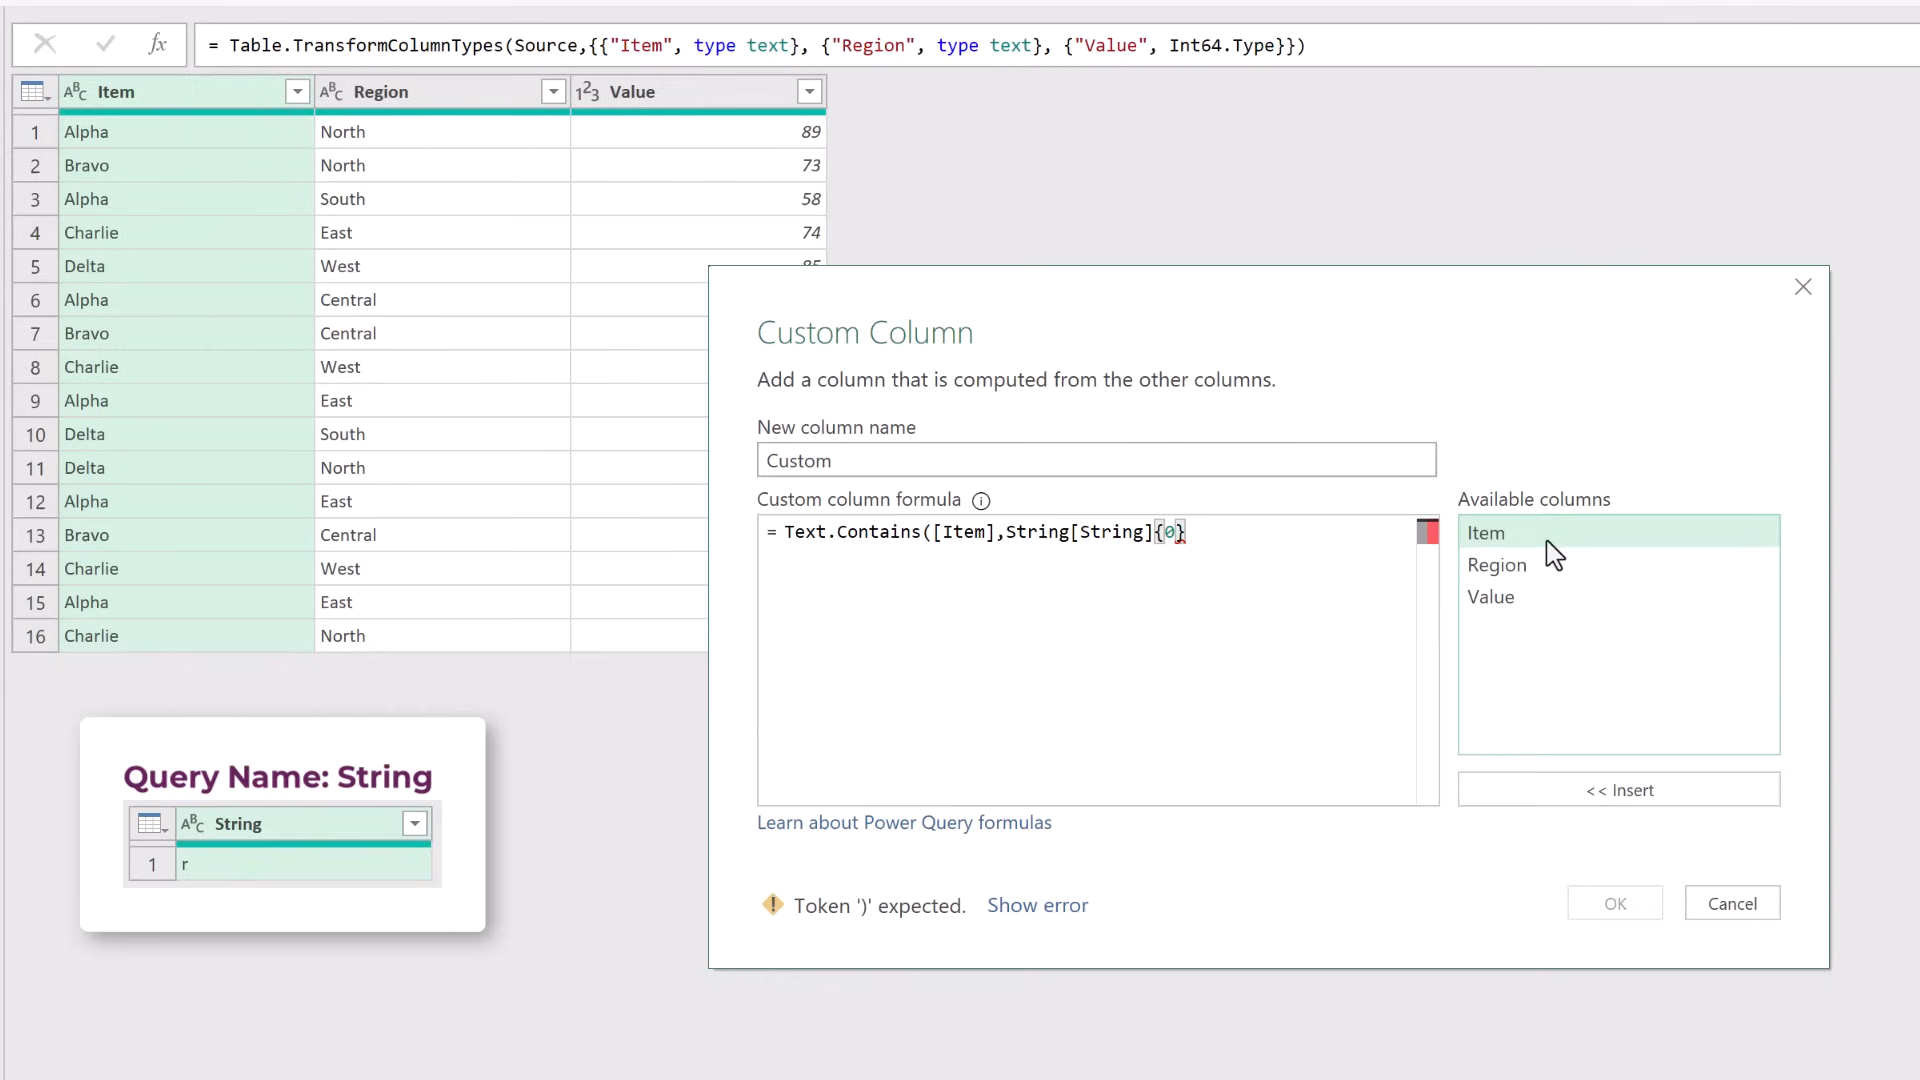 fx = Table.TransformColumnTypes(Source,{{"Item", type text}, {"Region", type text}, {"Value", Int64.Type}})
ABC Item ABC Region 123 Value
1 Alpha North 89
2 Bravo North 73
3 Alpha South 58
4 Charlie East 74
5 Delta West
6 Alpha Central
7 Bravo Central
8 Charlie West
9 Alpha East
10 Delta South
11 Delta North
12 Alpha East
13 Bravo Central
14 Charlie West
15 Alpha East
16 Charlie North
Custom Column
Add a column that is computed from the other columns.
New column name
Custom
Custom column formula
= Text.Contains([Item],String[String]{0}
Available columns
Item
Region
Value
<< Insert
Learn about Power Query formulas
Token ')' expected. Show error
OK Cancel
Query Name: String
ABC String
1 r